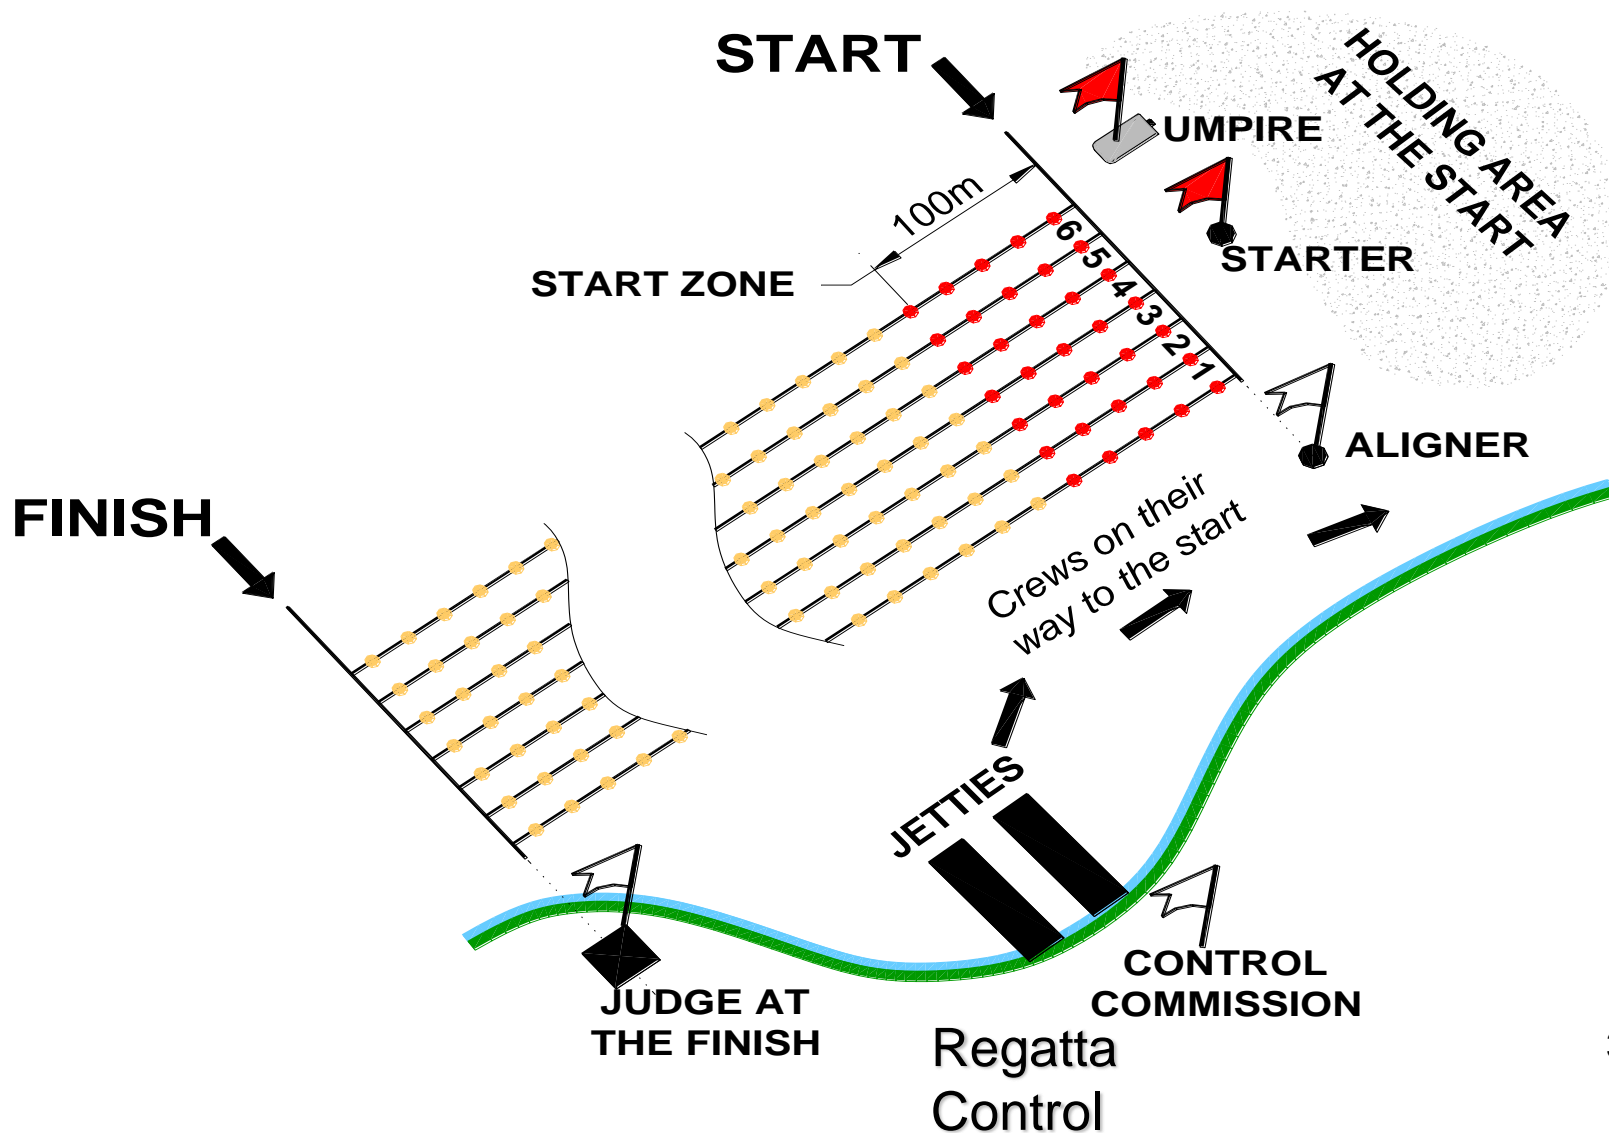 START
HOLDING AREA
AT THE START
UMPIRE
100m
STARTER
START ZONE
6
5
4
3
2
1
ALIGNER
FINISH
Crews on their
way to the start
JETTIES
CONTROL
COMMISSION
JUDGE AT
THE FINISH
Regatta
Control